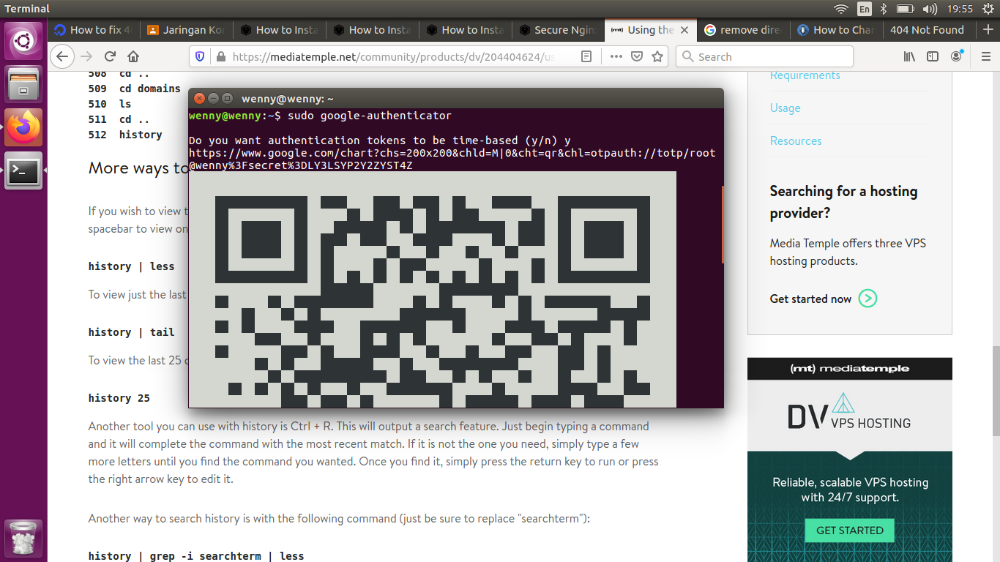 Terminal
En
19:55
How to fix 4
Jaringan Kor
How to Insta
How to Insta
How to Insta
Secure Ngin
(mt)
Using the
remove dire
How to Char
404 Not Found
https://mediatemple.net/community/products/dv/204404624/us
Search
508 cd ..
509 cd domains
510 ls
511 cd ..
512 history
More ways to
If you wish to view t
spacebar to view on
history | less
To view just the last
history | tail
To view the last 25 c
history 25
Another tool you can use with history is Ctrl + R. This will output a search feature. Just begin typing a command
and it will complete the command with the most recent match. If it is not the one you need, simply type a few
more letters until you find the command you wanted. Once you find it, simply press the return key to run or press
the right arrow key to edit it.
Another way to search history is with the following command (just be sure to replace "searchterm"):
history | grep -i searchterm | less
wenny@wenny: ~
wenny@wenny:~$ sudo google-authenticator
Do you want authentication tokens to be time-based (y/n) y
https://www.google.com/chart?chs=200x200&chld=M|0&cht=qr&chl=otpauth://totp/root
@wenny%3Fsecret%3DLY3LSYP2Y2ZYST4Z
Requirements
Usage
Resources
Searching for a hosting
provider?
Media Temple offers three VPS
hosting products.
Get started now
(mt) mediatemple
DV VPS HOSTING
Reliable, scalable VPS hosting
with 24/7 support.
GET STARTED